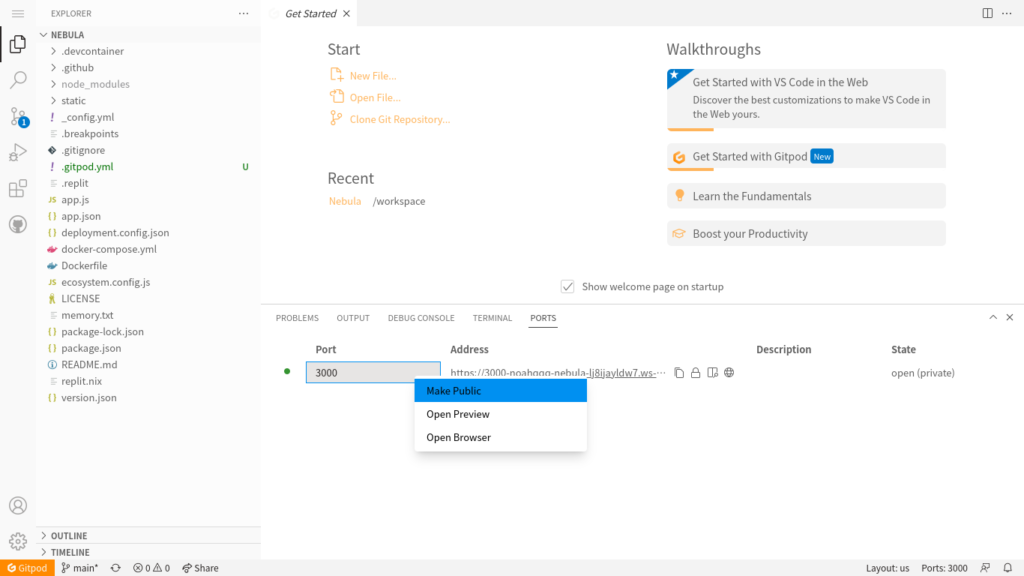 EXPLORER
NEBULA
.devcontainer
.github
node_modules
static
! _config.yml
.breakpoints
.gitignore
! .gitpod.yml U
.replit
JS app.js
{} app.json
{} deployment.config.json
docker-compose.yml
Dockerfile
JS ecosystem.config.js
LICENSE
memory.txt
{} package-lock.json
{} package.json
README.md
replit.nix
{} version.json
OUTLINE
TIMELINE
1
Get Started
Start
New File...
Open File...
Clone Git Repository...
Recent
Nebula /workspace
Walkthroughs
Get Started with VS Code in the Web
Discover the best customizations to make VS Code in
the Web yours.
Get Started with Gitpod New
Learn the Fundamentals
Boost your Productivity
Show welcome page on startup
PROBLEMS OUTPUT DEBUG CONSOLE TERMINAL PORTS
Port Address Description State
3000 open (private)
Make Public
Open Preview
Open Browser
Gitpod main* 0 0 Share Layout: us Ports: 3000